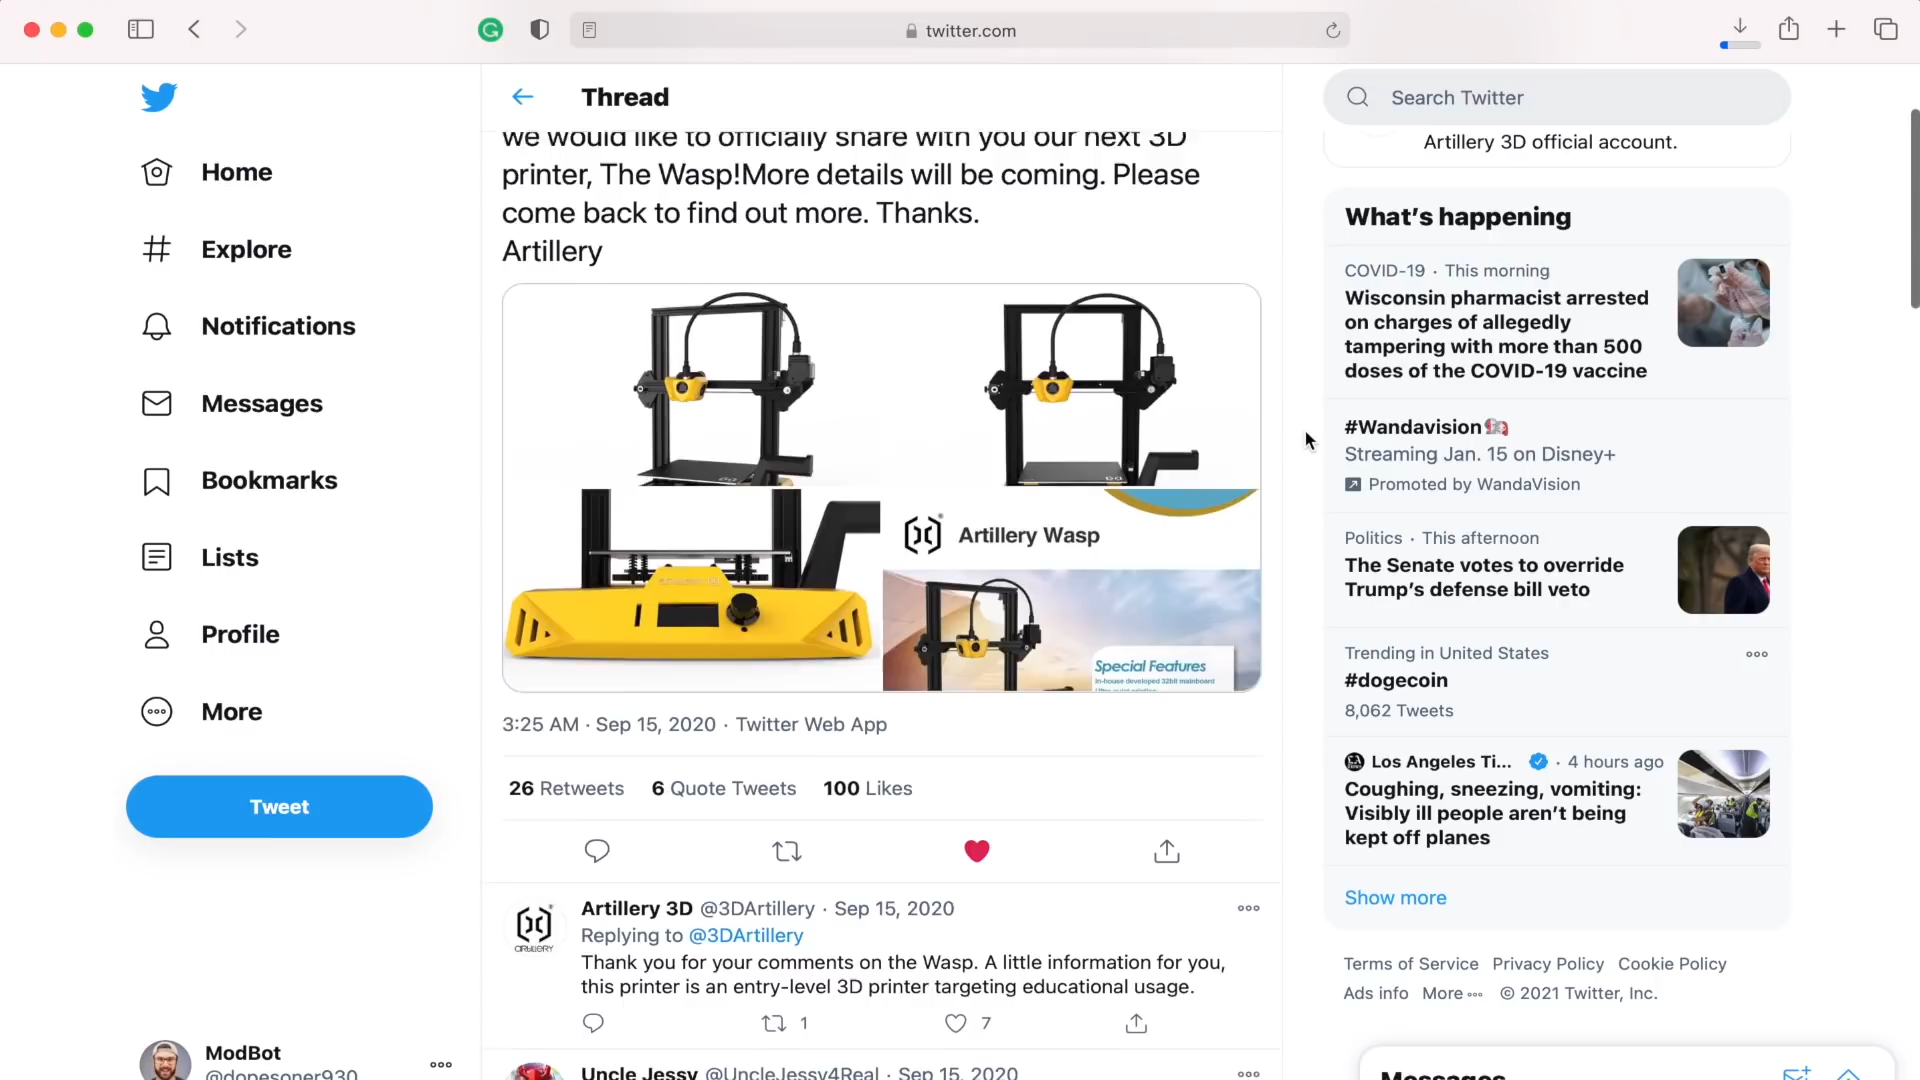 twitter.com
Thread
Search Twitter
Home
Explore
Notifications
Messages
Bookmarks
Lists
Profile
More
Tweet
ModBot
@dopesoner930
we would like to officially share with you our next 3D
printer, The Wasp!More details will be coming. Please
come back to find out more. Thanks.
Artillery
Artillery Wasp
Special Features
In-house developed 32bit mainboard
3:25 AM · Sep 15, 2020 · Twitter Web App
26 Retweets 6 Quote Tweets 100 Likes
ARTILLERY
Artillery 3D @3DArtillery · Sep 15, 2020
Replying to @3DArtillery
Thank you for your comments on the Wasp. A little information for you,
this printer is an entry-level 3D printer targeting educational usage.
1
7
Uncle Jessy @UncleJessy4Real · Sep 15, 2020
Artillery 3D official account.
What's happening
COVID-19 · This morning
Wisconsin pharmacist arrested
on charges of allegedly
tampering with more than 500
doses of the COVID-19 vaccine
#Wandavision
Streaming Jan. 15 on Disney+
Promoted by WandaVision
Politics · This afternoon
The Senate votes to override
Trump's defense bill veto
Trending in United States
#dogecoin
8,062 Tweets
Los Angeles Ti... · 4 hours ago
Coughing, sneezing, vomiting:
Visibly ill people aren't being
kept off planes
Show more
Terms of Service Privacy Policy Cookie Policy
Ads info More © 2021 Twitter, Inc.
Messages